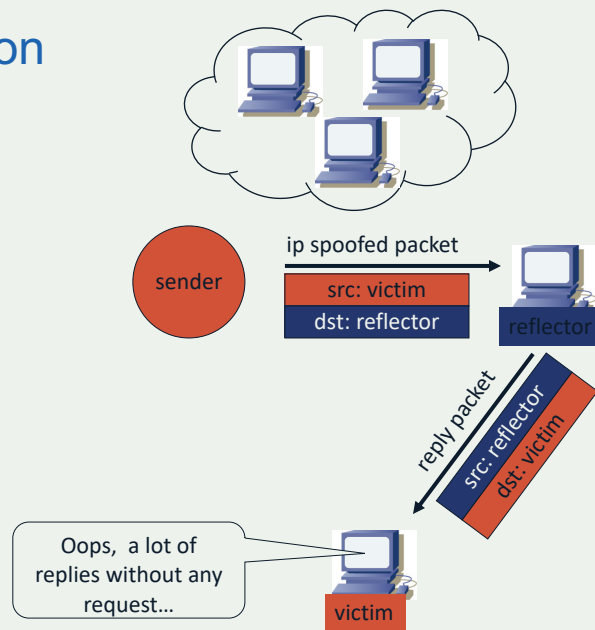 on
ip spoofed packet
sender
src: victim
dst: reflector
reflector
reply packet
src: reflector
dst: victim
Oops, a lot of
replies without any
request…
victim